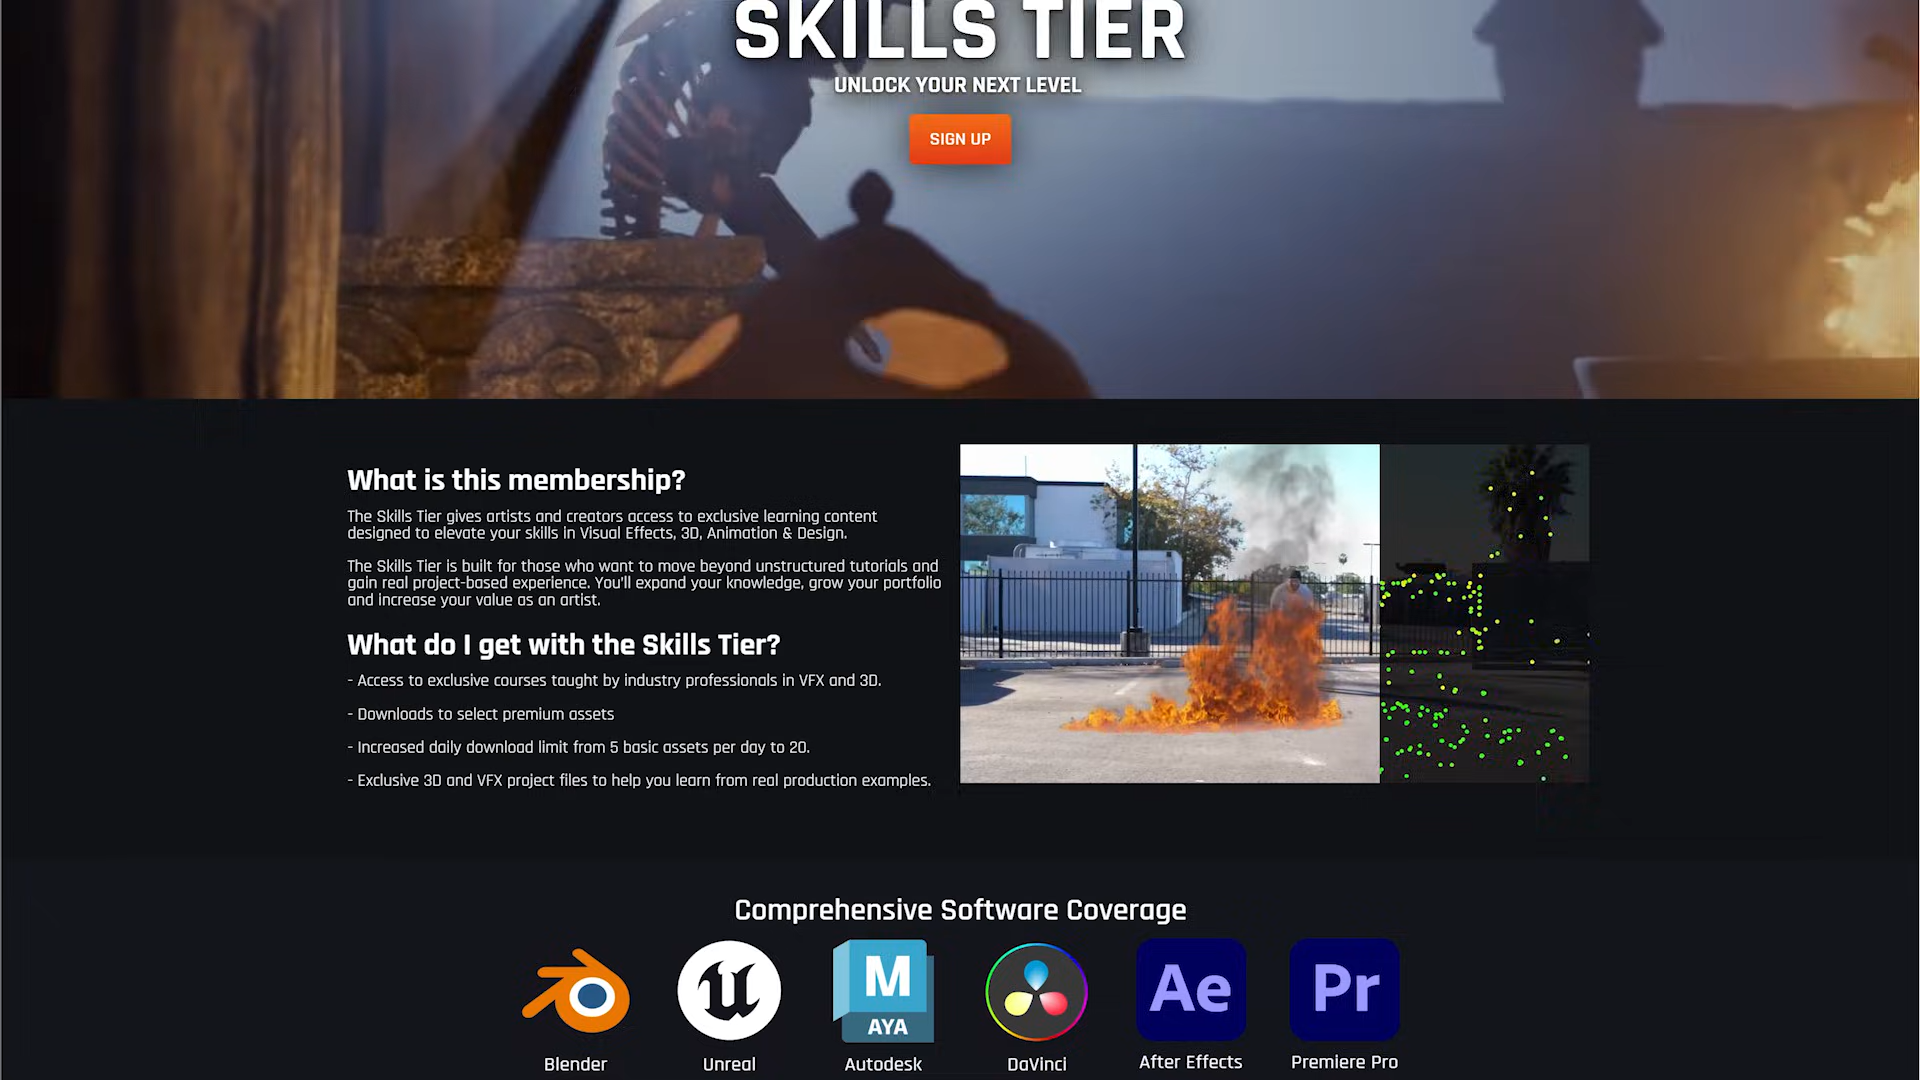 SKILLS TIER
UNLOCK YOUR NEXT LEVEL
SIGN UP
What is this membership?
The Skills Tier gives artists and creators access to exclusive learning content
designed to elevate your skills in Visual Effects, 3D, Animation & Design.
The Skills Tier is built for those who want to move beyond unstructured tutorials and
gain real project-based experience. You'll expand your knowledge, grow your portfolio
and increase your value as an artist.
What do I get with the Skills Tier?
- Access to exclusive courses taught by industry professionals in VFX and 3D.
- Downloads to select premium assets
- Increased daily download limit from 5 basic assets per day to 20.
- Exclusive 3D and VFX project files to help you learn from real production examples.
Comprehensive Software Coverage
M
AYA
Ae
Pr
Blender
Unreal
Autodesk
DaVinci
After Effects
Premiere Pro